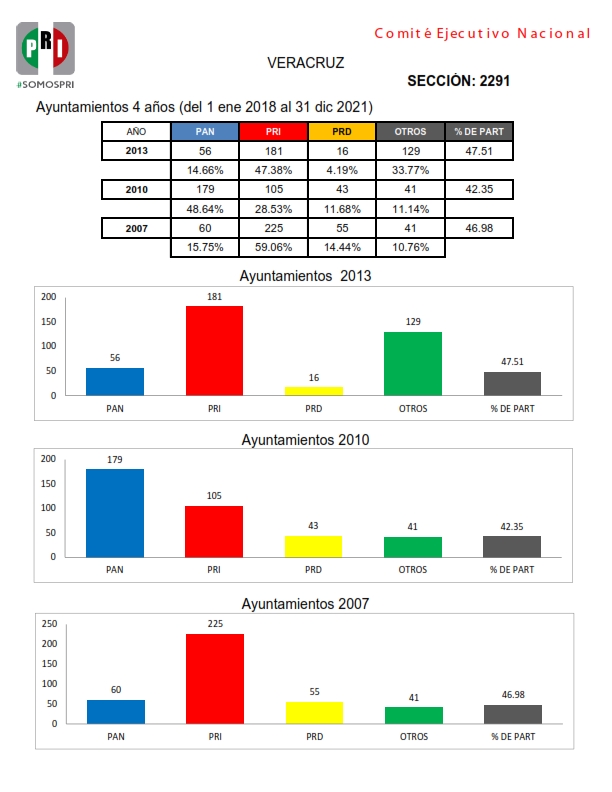 Comité Ejecutivo Nacional
PRI
#SOMOSPRI
VERACRUZ
SECCIÓN: 2291
Ayuntamientos 4 años (del 1 ene 2018 al 31 dic 2021)
AÑO PAN PRI PRD OTROS % DE PART
2013 56 181 16 129 47.51
14.66% 47.38% 4.19% 33.77%
2010 179 105 43 41 42.35
48.64% 28.53% 11.68% 11.14%
2007 60 225 55 41 46.98
15.75% 59.06% 14.44% 10.76%
Ayuntamientos 2013
200
150
100
50
0
56 181 16 129 47.51
PAN PRI PRD OTROS % DE PART
Ayuntamientos 2010
200
150
100
50
0
179 105 43 41 42.35
PAN PRI PRD OTROS % DE PART
Ayuntamientos 2007
250
200
150
100
50
0
60 225 55 41 46.98
PAN PRI PRD OTROS % DE PART